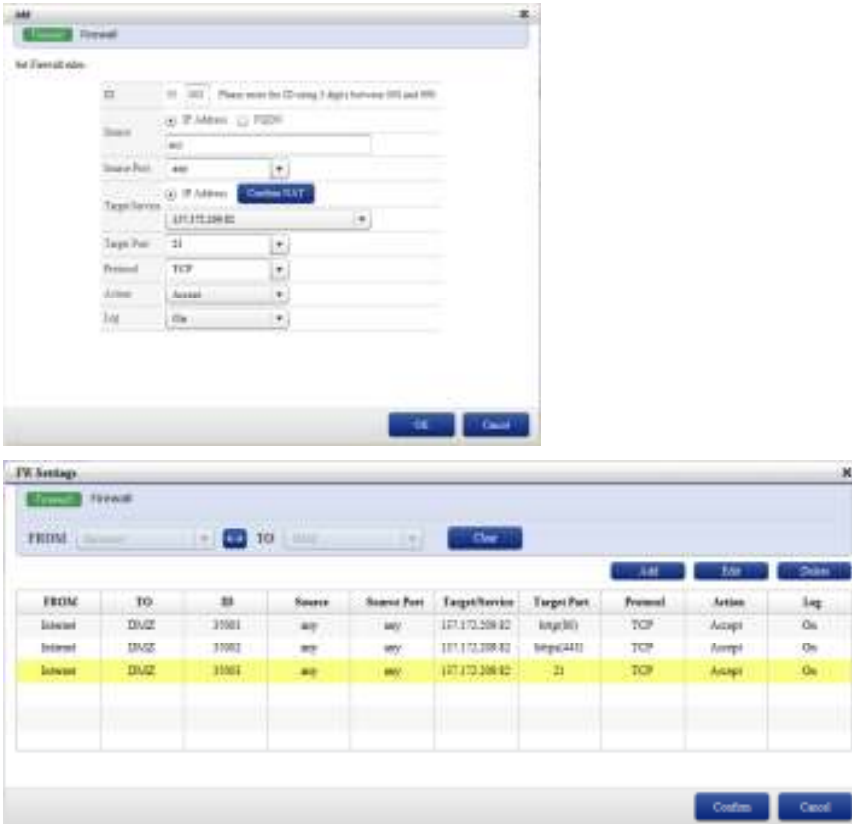 Add
Firewall
Set Firewall rules
ID Please enter the ID using 3 digits between 001 and 999
IP Address FQDN
Source
any
Source Port any
IP Address Confirm NAT
Target/Service
Target Port 21
Protocol TCP
Action Accept
Log On
OK Cancel
FW Settings
Firewall
FROM Internet TO DMZ Clear
Add Edit Delete
FROM TO ID Source Source Port Target/Service Target Port Protocol Action Log
Internet DMZ any any http(80) TCP Accept On
Internet DMZ any any https(443) TCP Accept On
Internet DMZ any any 21 TCP Accept On
Confirm Cancel